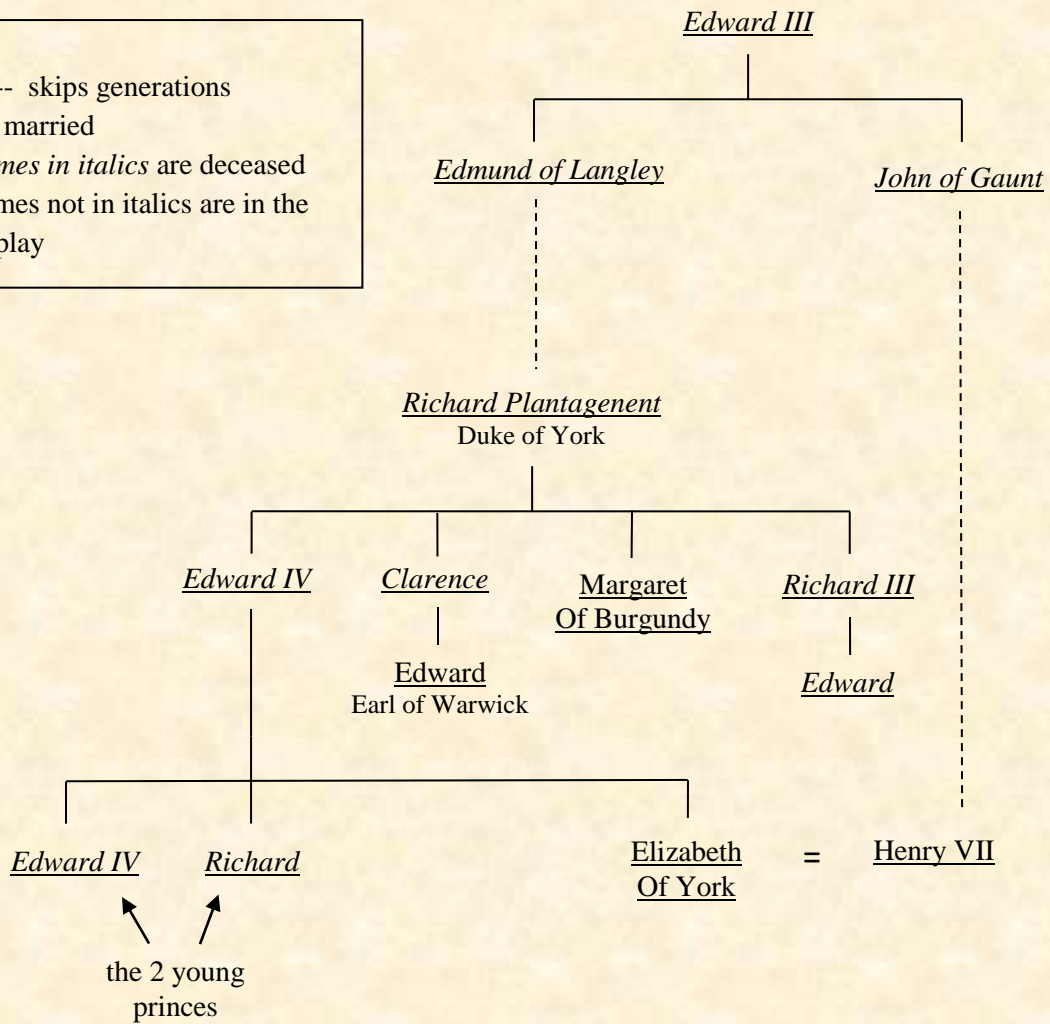 Edward III
-- skips generations
married
in italics are deceased
not in italics are in the
play
Edmund of Langley
John of Gaunt
Richard Plantagenent
Duke of York
Edward IV
Clarence
Margaret
Of Burgundy
Richard III
Edward
Earl of Warwick
Edward
Edward IV
Richard
Elizabeth
Of York
=
Henry VII
the 2 young
princes